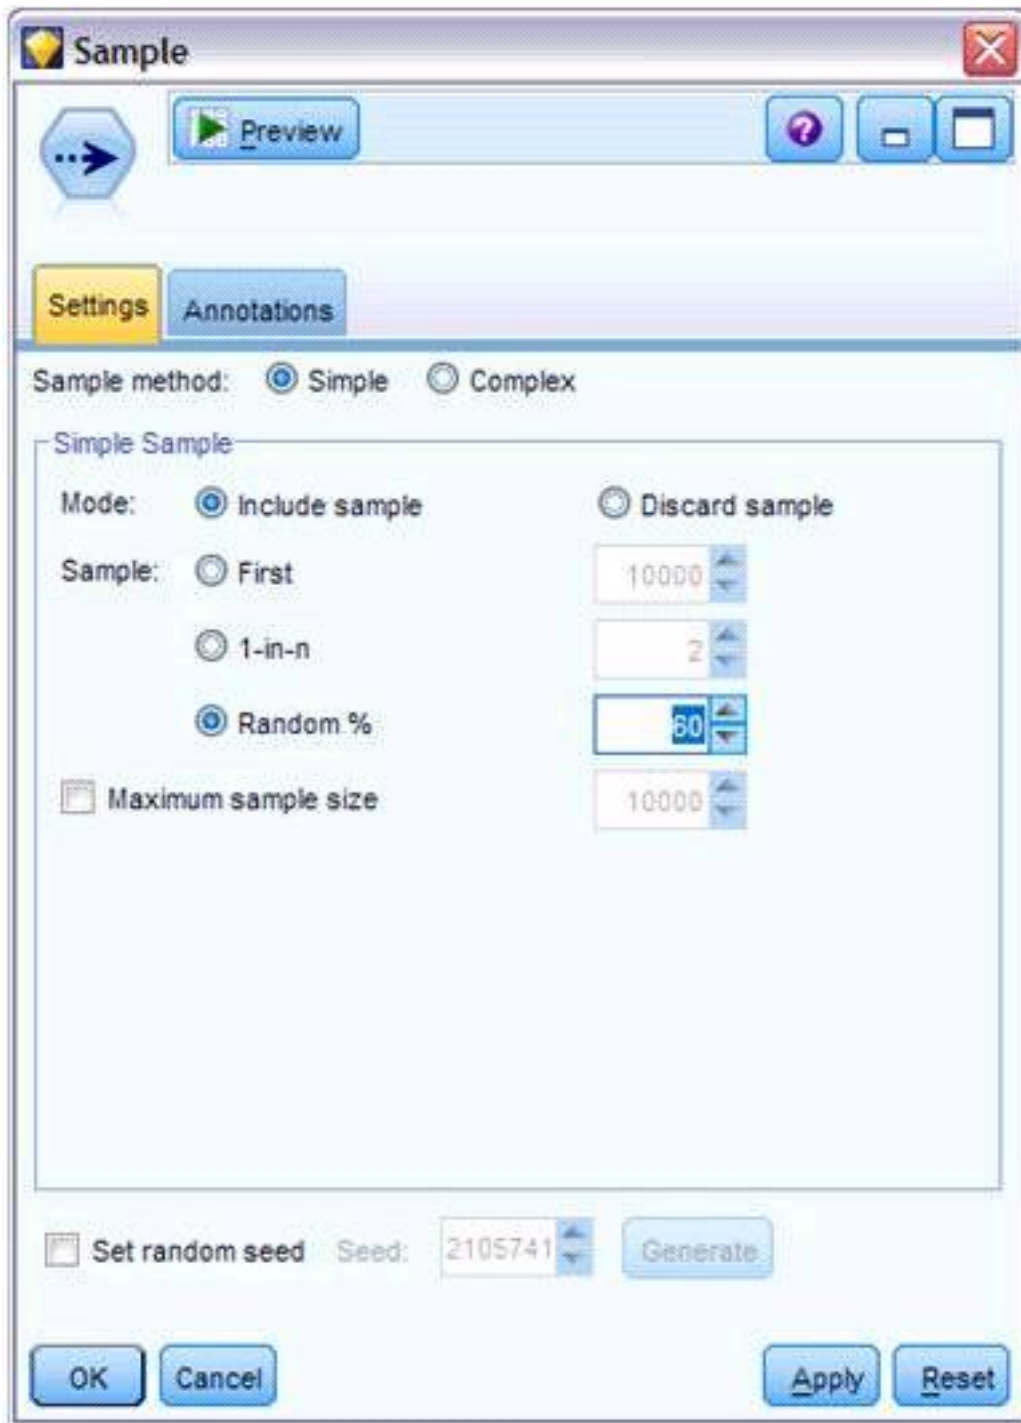 Sample
Preview
Settings Annotations
Sample method: Simple Complex
Simple Sample
Mode: Include sample Discard sample
Sample: First 10000
1-in-n 2
Random % 60
Maximum sample size 10000
Set random seed Seed: 2105741 Generate
OK Cancel Apply Reset